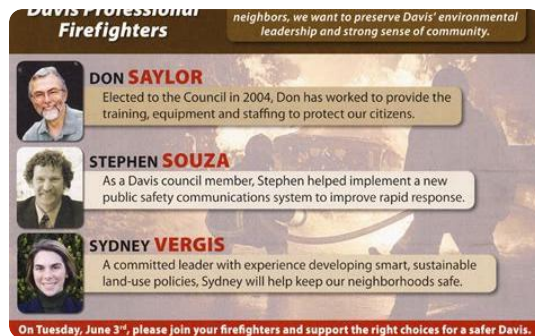 Davis Professional
Firefighters
neighbors, we want to preserve Davis' environmental
leadership and strong sense of community.
DON SAYLOR
Elected to the Council in 2004, Don has worked to provide the
training, equipment and staffing to protect our citizens.
STEPHEN SOUZA
As a Davis council member, Stephen helped implement a new
public safety communications system to improve rapid response.
SYDNEY VERGIS
A committed leader with experience developing smart, sustainable
land-use policies, Sydney will help keep our neighborhoods safe.
On Tuesday, June 3rd, please join your firefighters and support the right choices for a safer Davis.